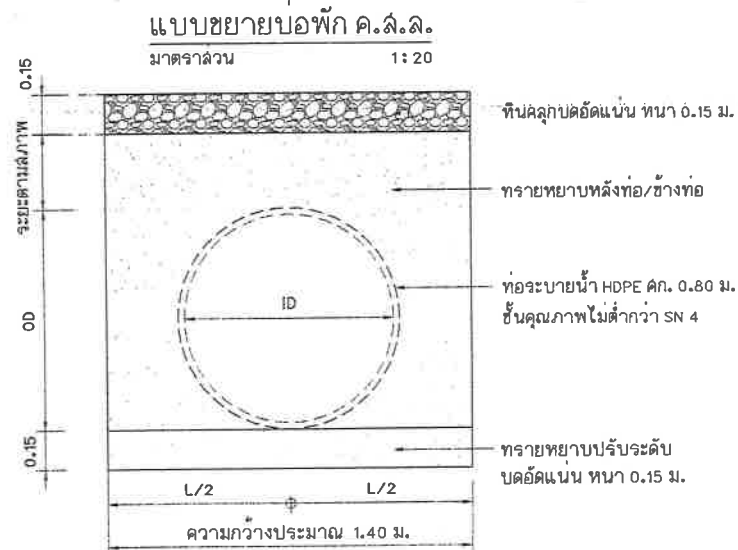 แบบขยายบ่อพัก ค.ส.ล.
มาตราส่วน 1:20
0.15
หินคลุกบดอัดแน่น หนา 0.15 ม.
ระยะตามสภาพ
ทรายหยาบหลังท่อ/ข้างท่อ
OD
ID
ท่อระบายน้ำ HDPE ศก. 0.80 ม.
ชั้นคุณภาพไม่ต่ำกว่า SN 4
0.15
ทรายหยาบปรับระดับ
บดอัดแน่น หนา 0.15 ม.
L/2 L/2
ความกว้างประมาณ 1.40 ม.